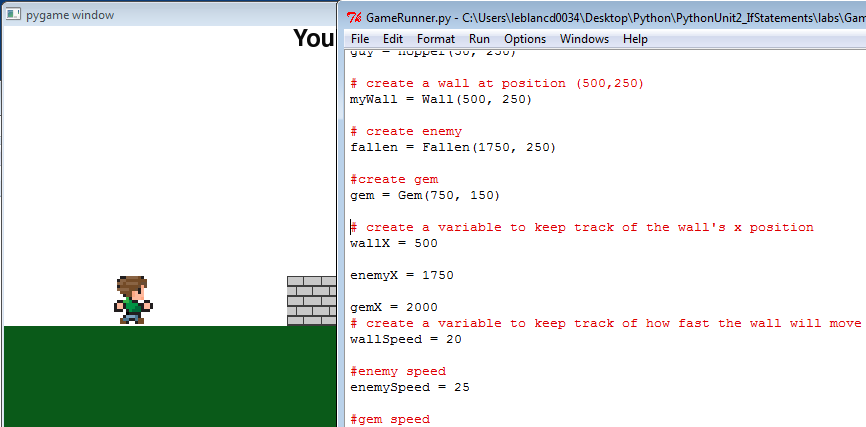 pygame window
You
GameRunner.py - C:\Users\leblancd0034\Desktop\Python\PythonUnit2_IfStatements\labs\Gam
File Edit Format Run Options Windows Help
guy = Hopper(50, 250)
# create a wall at position (500,250)
myWall = Wall(500, 250)
# create enemy
fallen = Fallen(1750, 250)
#create gem
gem = Gem(750, 150)
# create a variable to keep track of the wall's x position
wallX = 500
enemyX = 1750
gemX = 2000
# create a variable to keep track of how fast the wall will move
wallSpeed = 20
#enemy speed
enemySpeed = 25
#gem speed